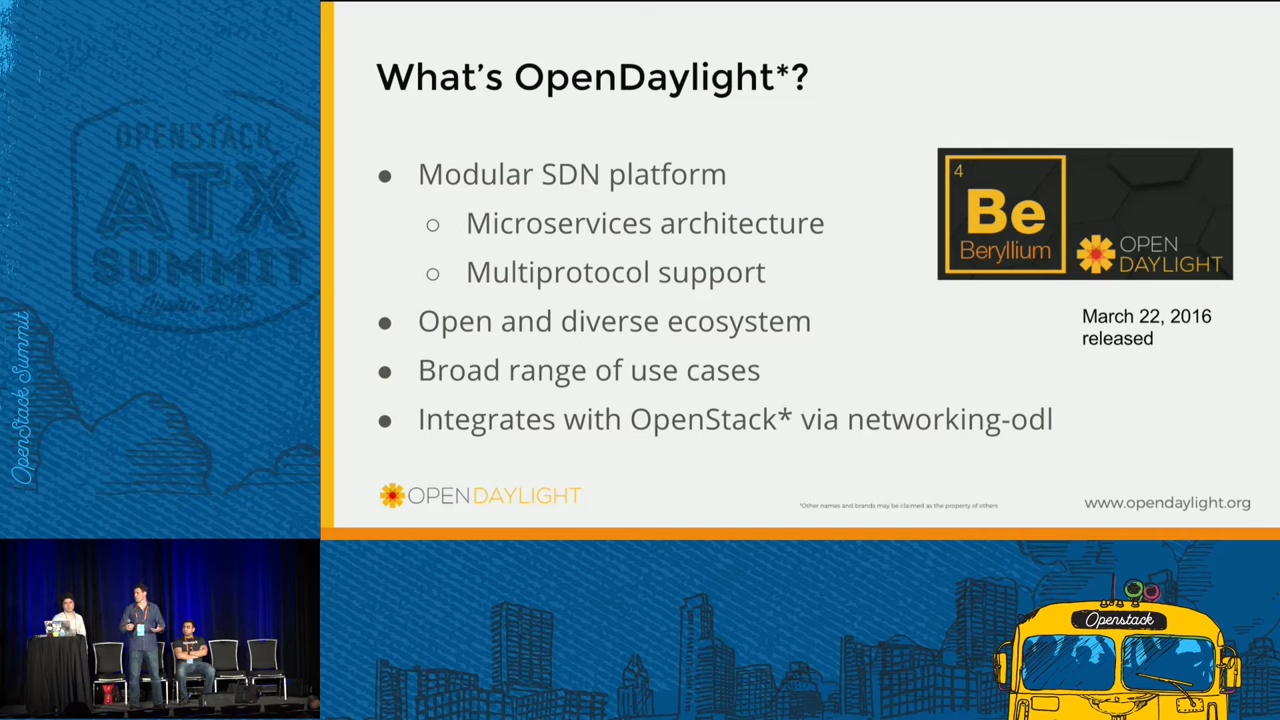 What's OpenDaylight*?
● Modular SDN platform
○ Microservices architecture
○ Multiprotocol support
● Open and diverse ecosystem
● Broad range of use cases
● Integrates with OpenStack* via networking-odl
4
Be
Beryllium
OPEN
DAYLIGHT
March 22, 2016
released
OPENDAYLIGHT
*Other names and brands may be claimed as the property of others
www.opendaylight.org
OPENSTACK
ATX
SUMMIT
Austin 2016
OpenStack Summit
Openstack